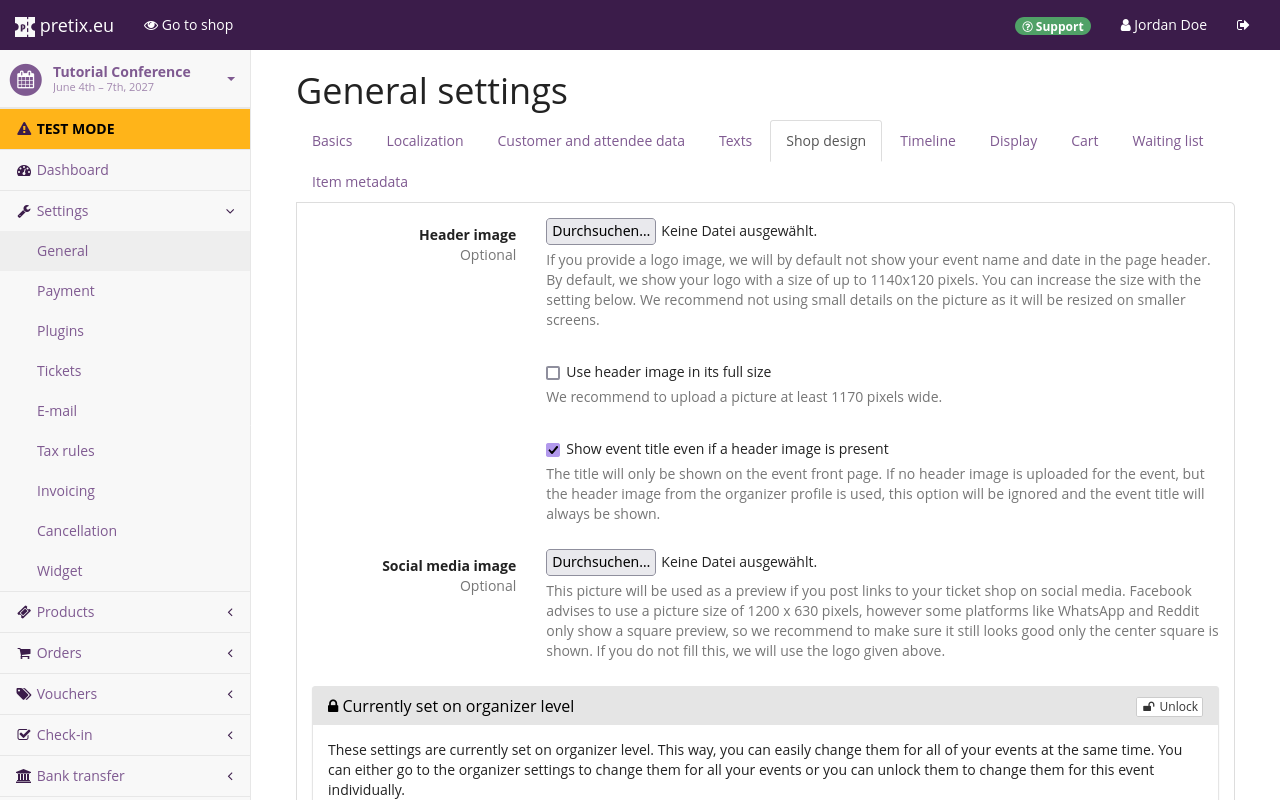 pretix.eu
Go to shop
Support
Jordan Doe
Tutorial Conference
June 4th – 7th, 2027
TEST MODE
Dashboard
Settings
General
Payment
Plugins
Tickets
E-mail
Tax rules
Invoicing
Cancellation
Widget
Products
Orders
Vouchers
Check-in
Bank transfer
General settings
Basics
Localization
Customer and attendee data
Texts
Shop design
Timeline
Display
Cart
Waiting list
Item metadata
Header image
Optional
Durchsuchen... Keine Datei ausgewählt.
If you provide a logo image, we will by default not show your event name and date in the page header.
By default, we show your logo with a size of up to 1140x120 pixels. You can increase the size with the
setting below. We recommend not using small details on the picture as it will be resized on smaller
screens.
Use header image in its full size
We recommend to upload a picture at least 1170 pixels wide.
Show event title even if a header image is present
The title will only be shown on the event front page. If no header image is uploaded for the event, but
the header image from the organizer profile is used, this option will be ignored and the event title will
always be shown.
Social media image
Optional
Durchsuchen... Keine Datei ausgewählt.
This picture will be used as a preview if you post links to your ticket shop on social media. Facebook
advises to use a picture size of 1200 x 630 pixels, however some platforms like WhatsApp and Reddit
only show a square preview, so we recommend to make sure it still looks good only the center square is
shown. If you do not fill this, we will use the logo given above.
Currently set on organizer level
Unlock
These settings are currently set on organizer level. This way, you can easily change them for all of your events at the same time. You
can either go to the organizer settings to change them for all your events or you can unlock them to change them for this event
individually.